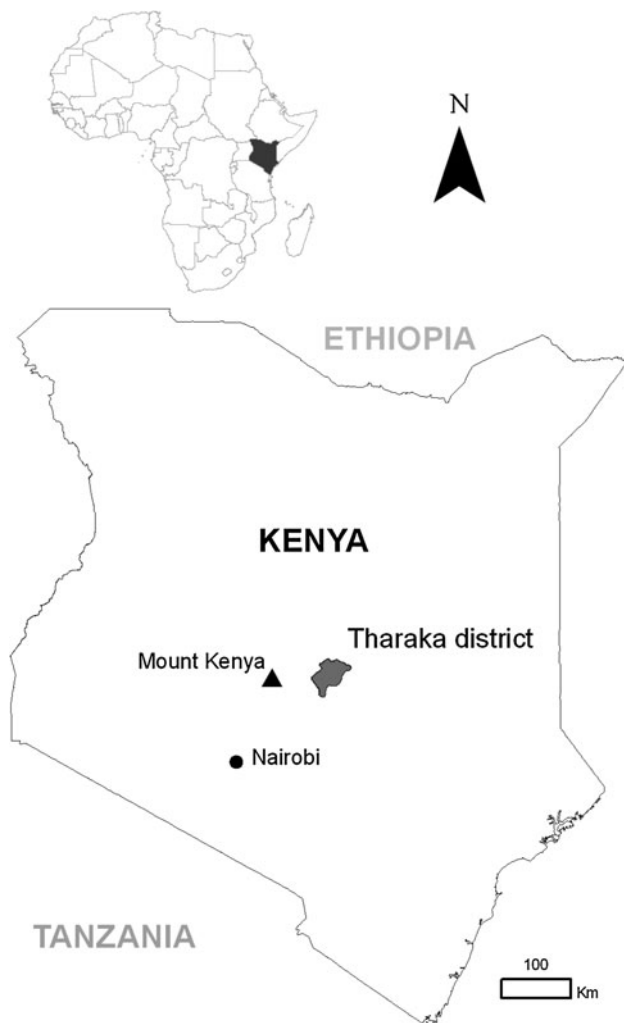 N
ETHIOPIA
KENYA
Tharaka district
Mount Kenya
Nairobi
TANZANIA
100
Km